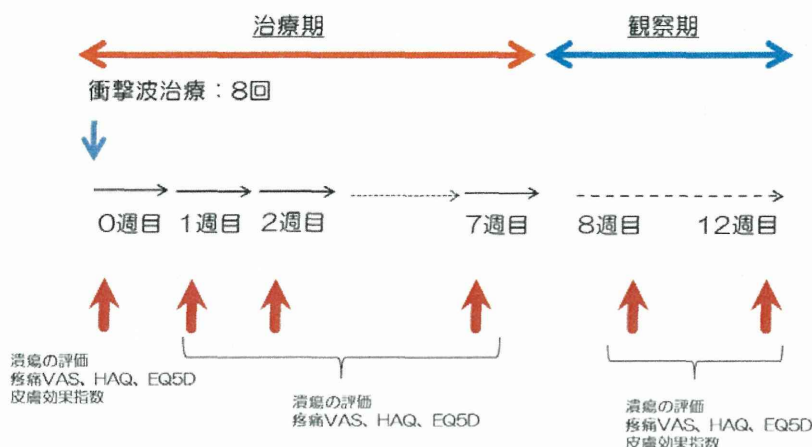 治療期
観察期
衝撃波治療：8回
0週目
1週目
2週目
7週目
8週目
12週目
潰瘍の評価
疼痛VAS、HAQ、EQ5D
皮膚効果指数
潰瘍の評価
疼痛VAS、HAQ、EQ5D
潰瘍の評価
疼痛VAS、HAQ、EQ5D
皮膚効果指数